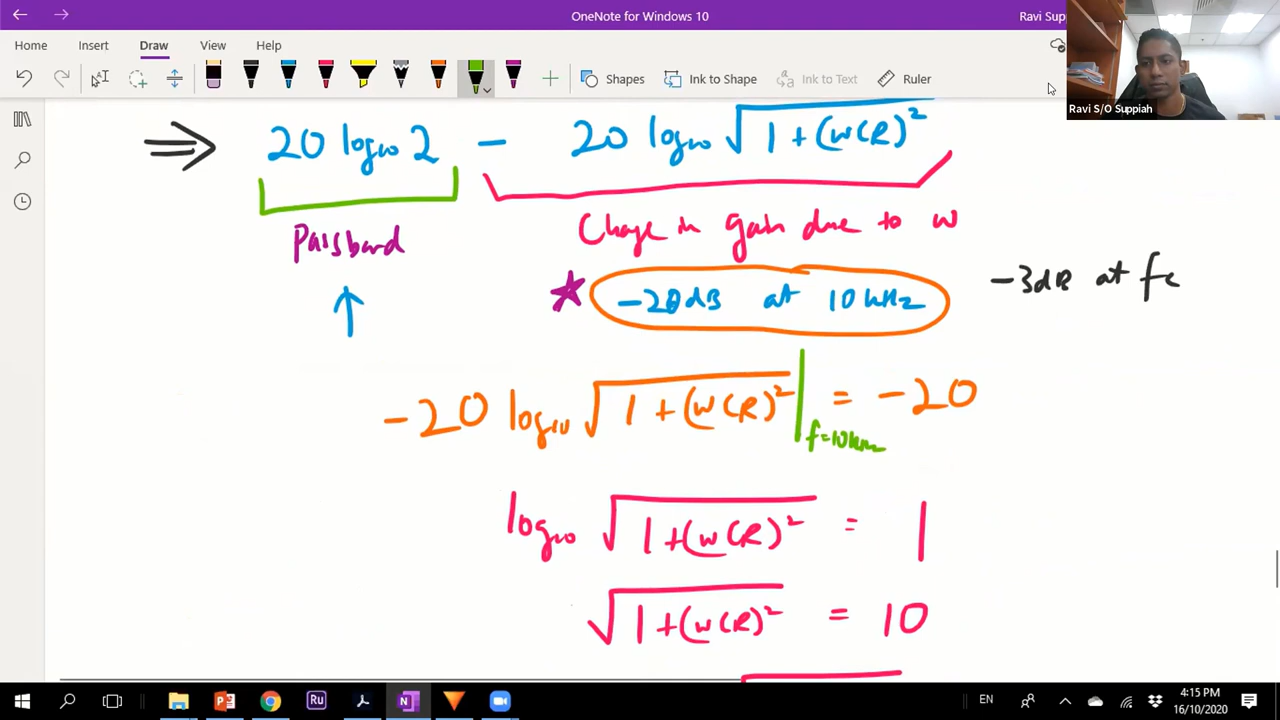 OneNote for Windows 10
Ravi Supp
Home Insert Draw View Help
Shapes Ink to Shape Ink to Text Ruler
Ravi S/O Suppiah
⇒ 20 log10 2 - 20 log10 √(1 + (wCR)²)
Passband
Change in gain due to w
★ -20dB at 10kHz
-3dB at fc
-20 log10 √(1 + (wCR)²) | f=10kHz = -20
log10 √(1+(wCR)²) = 1
√(1+(wCR)²) = 10
Ru
EN
4:15 PM
16/10/2020